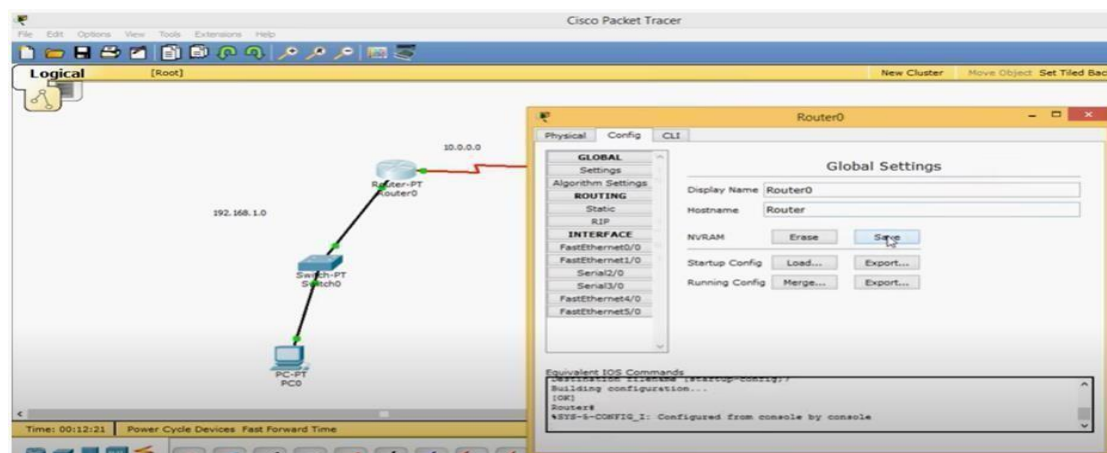 Cisco Packet Tracer
File Edit Options View Tools Extensions Help
Logical [Root] New Cluster Move Object Set Tiled Bac
10.0.0.0
Router-PT
Router0
192.168.1.0
Switch-PT
Switch0
PC-PT
PC0
Time: 00:12:21 Power Cycle Devices Fast Forward Time
Router0
Physical Config CLI
GLOBAL
Settings
Algorithm Settings
ROUTING
Static
RIP
INTERFACE
FastEthernet0/0
FastEthernet1/0
Serial2/0
Serial3/0
FastEthernet4/0
FastEthernet5/0
Global Settings
Display Name Router0
Hostname Router
NVRAM Erase Save
Startup Config Load... Export...
Running Config Merge... Export...
Equivalent IOS Commands
Destination filename [startup-config]?
Building configuration...
[OK]
Router#
%SYS-5-CONFIG_I: Configured from console by console